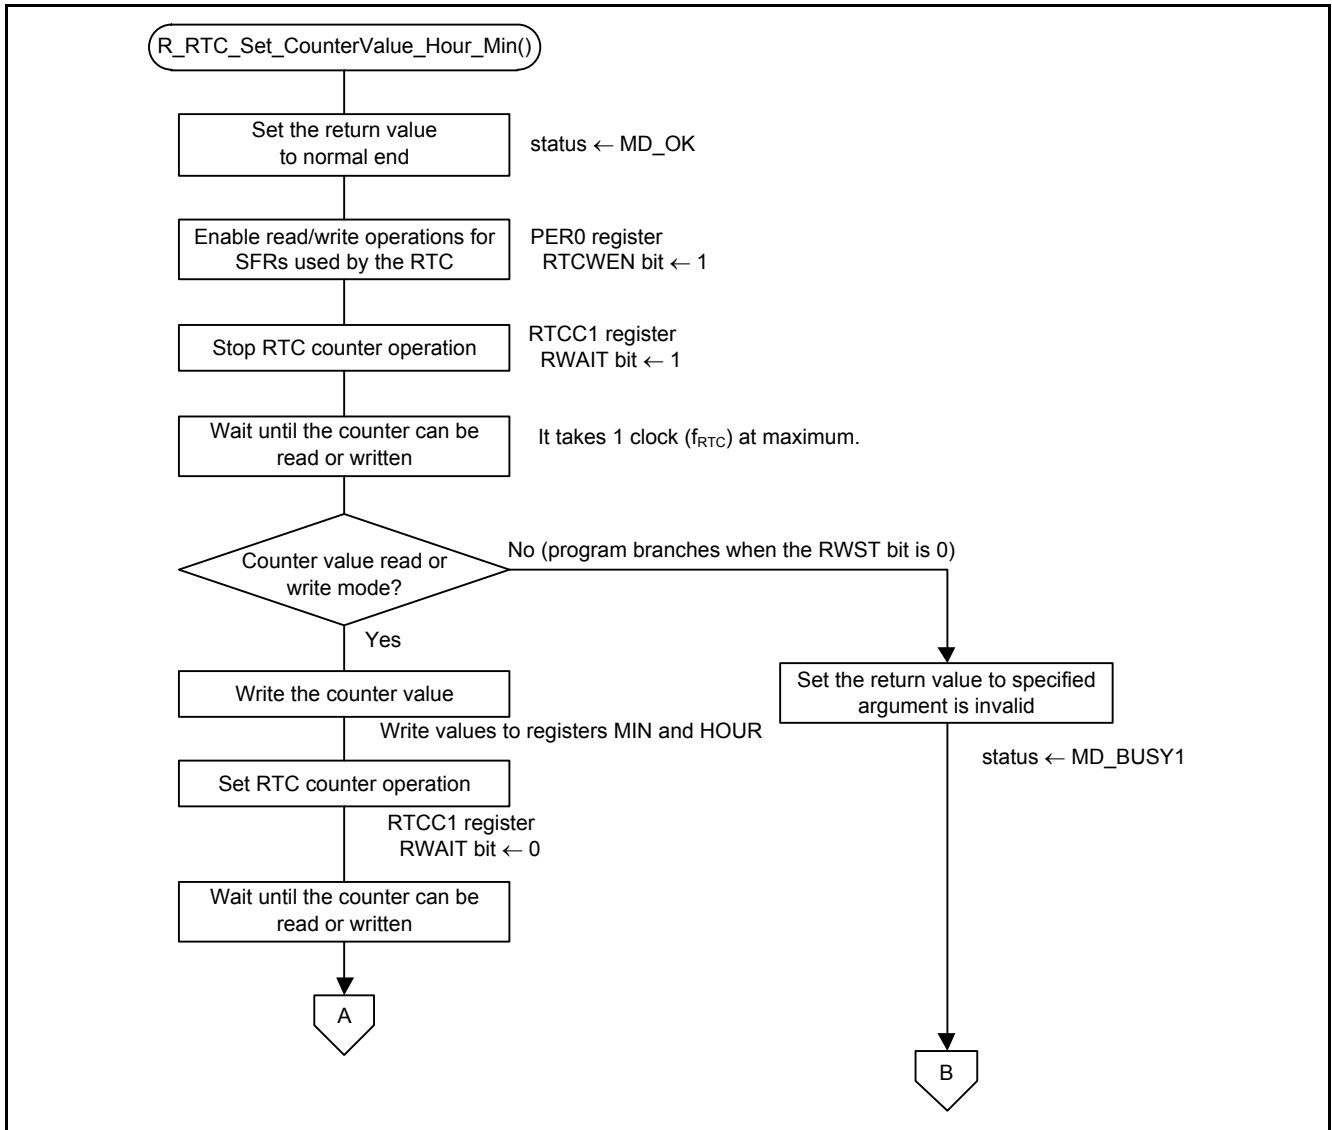 R_RTC_Set_CounterValue_Hour_Min()
Set the return value
to normal end
status ← MD_OK
Enable read/write operations for
SFRs used by the RTC
PER0 register
RTCWEN bit ← 1
Stop RTC counter operation
RTCC1 register
RWAIT bit ← 1
Wait until the counter can be
read or written
It takes 1 clock (fRTC) at maximum.
Counter value read or
write mode?
No (program branches when the RWST bit is 0)
Yes
Write the counter value
Write values to registers MIN and HOUR
Set the return value to specified
argument is invalid
status ← MD_BUSY1
Set RTC counter operation
RTCC1 register
RWAIT bit ← 0
Wait until the counter can be
read or written
A
B